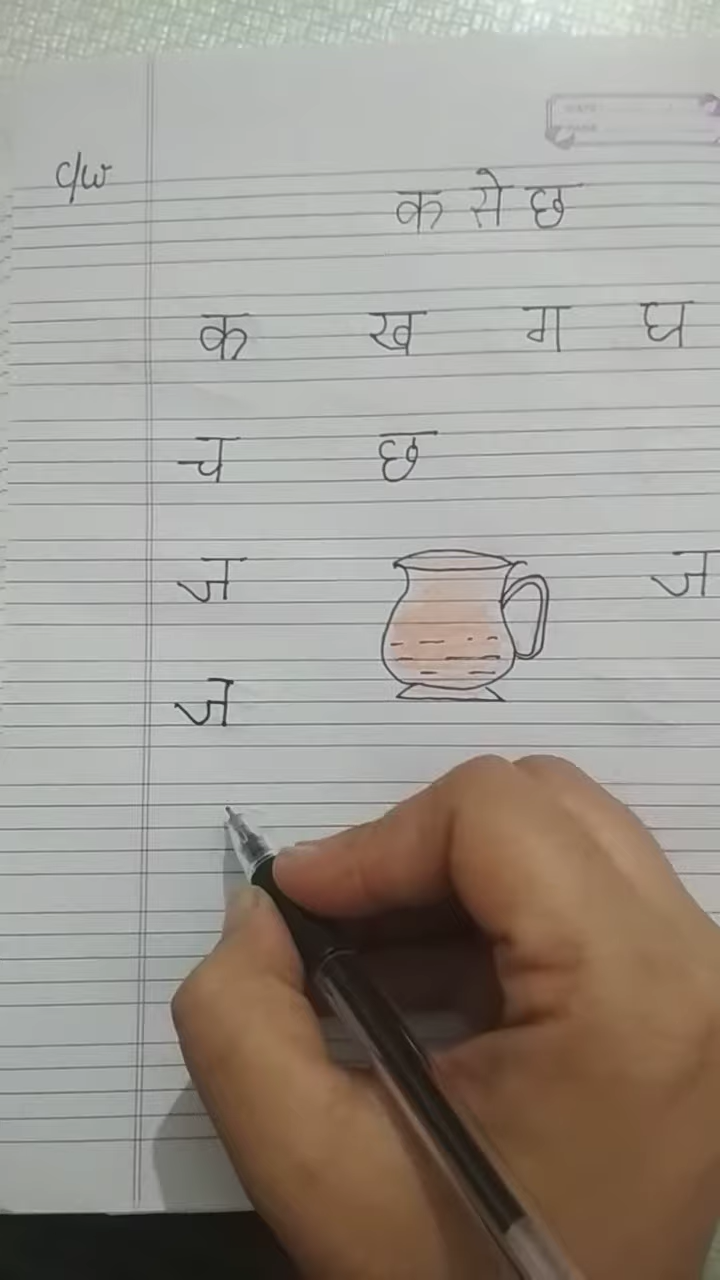 c/w
क से छ
क ख ग घ
च छ
ज ज
ज